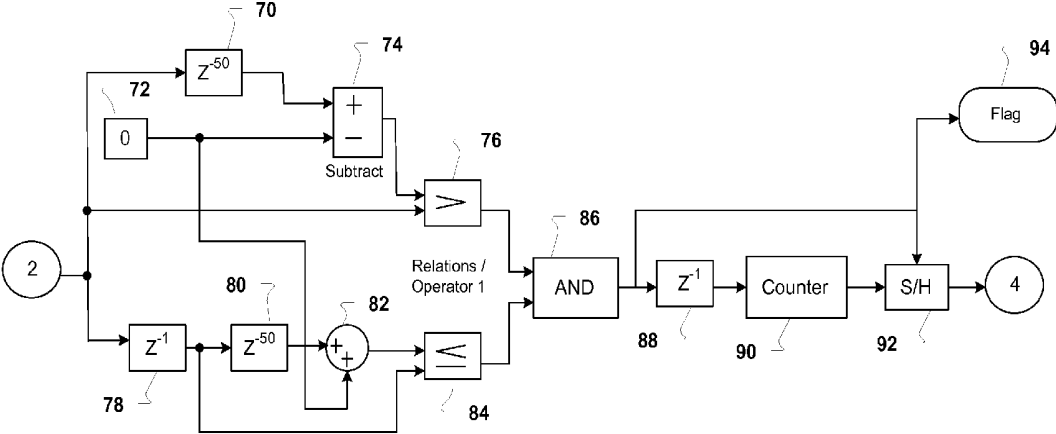 70
74
94
Z-50
72
+
Flag
0
−
76
Subtract
>
86
2
Relations /
Operator 1
AND
Z-1
Counter
S/H
4
80
82
Z-1
Z-50
+
+
≤
88
90
92
78
84